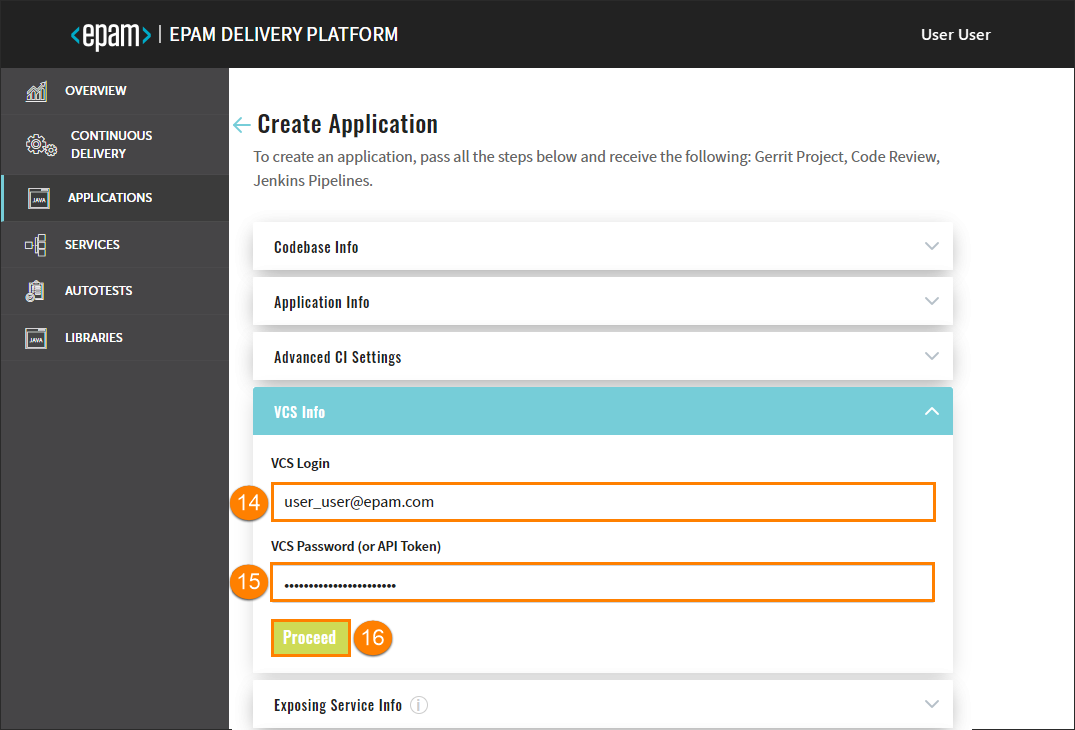 <epam> | EPAM DELIVERY PLATFORM
User User
OVERVIEW
CONTINUOUS
DELIVERY
JAVA APPLICATIONS
SERVICES
AUTOTESTS
JAVA LIBRARIES
Create Application
To create an application, pass all the steps below and receive the following: Gerrit Project, Code Review,
Jenkins Pipelines.
Codebase Info
Application Info
Advanced CI Settings
VCS Info
VCS Login
14 user_user@epam.com
VCS Password (or API Token)
15 •••••••••••••••••••••••
Proceed 16
Exposing Service Info i